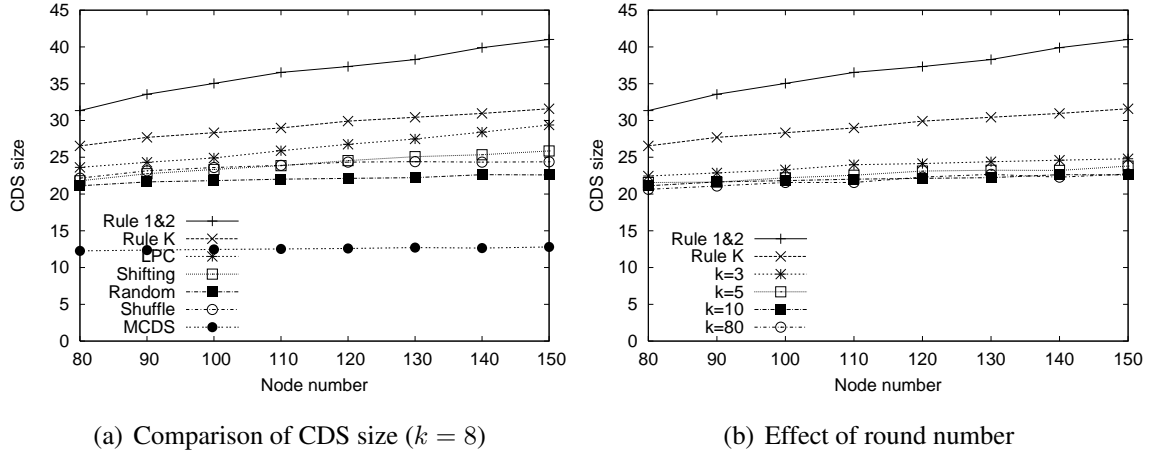 45
40
35
30
25
20
15
10
5
0
CDS size
Rule 1&2
Rule K
LPC
Shifting
Random
Shuffle
MCDS
80 90 100 110 120 130 140 150
Node number
(a) Comparison of CDS size (k = 8)
45
40
35
30
25
20
15
10
5
0
CDS size
Rule 1&2
Rule K
k=3
k=5
k=10
k=80
80 90 100 110 120 130 140 150
Node number
(b) Effect of round number